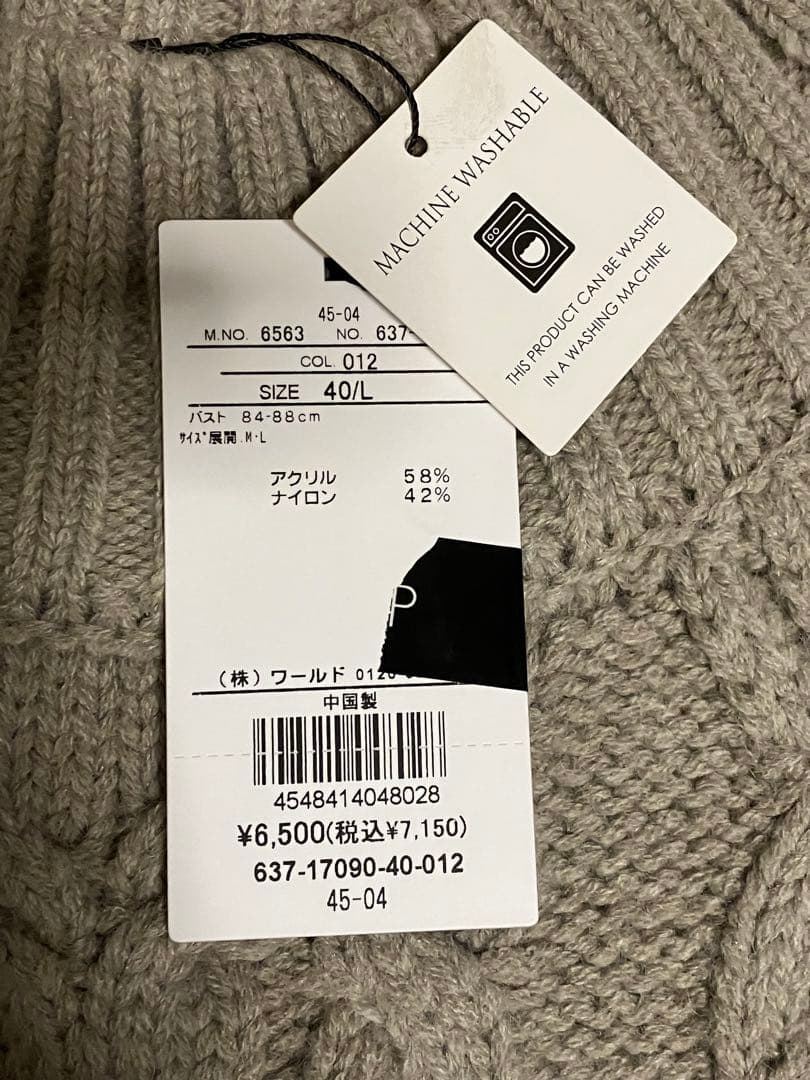 MACHINE WASHABLE
THIS PRODUCT CAN BE WASHED
IN A WASHING MACHINE
45-04
M.NO. 6563 NO. 637-
COL. 012
SIZE 40/L
バスト 84-88cm
ｻｲｽﾞ展開.M･L
アクリル 58%
ナイロン 42%
P
(株)ワールド 0120
中国製
4548414048028
¥6,500(税込¥7,150)
637-17090-40-012
45-04